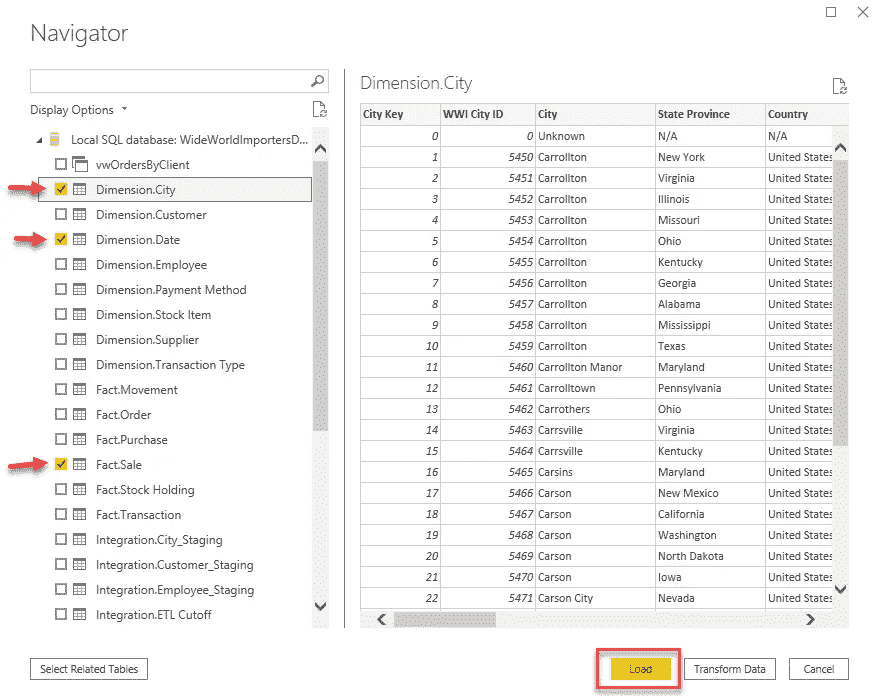 Navigator
Display Options
Local SQL database: WideWorldImportersD...
vwOrdersByClient
Dimension.City
Dimension.Customer
Dimension.Date
Dimension.Employee
Dimension.Payment Method
Dimension.Stock Item
Dimension.Supplier
Dimension.Transaction Type
Fact.Movement
Fact.Order
Fact.Purchase
Fact.Sale
Fact.Stock Holding
Fact.Transaction
Integration.City_Staging
Integration.Customer_Staging
Integration.Employee_Staging
Integration.ETL Cutoff
Dimension.City
City Key WWI City ID City State Province Country
0 0 Unknown N/A N/A
1 5450 Carrollton New York United States
2 5451 Carrollton Virginia United States
3 5452 Carrollton Illinois United States
4 5453 Carrollton Missouri United States
5 5454 Carrollton Ohio United States
6 5455 Carrollton Kentucky United States
7 5456 Carrollton Georgia United States
8 5457 Carrollton Alabama United States
9 5458 Carrollton Mississippi United States
10 5459 Carrollton Texas United States
11 5460 Carrollton Manor Maryland United States
12 5461 Carrolltown Pennsylvania United States
13 5462 Carrothers Ohio United States
14 5463 Carrsville Virginia United States
15 5464 Carrsville Kentucky United States
16 5465 Carsins Maryland United States
17 5466 Carson New Mexico United States
18 5467 Carson California United States
19 5468 Carson Washington United States
20 5469 Carson North Dakota United States
21 5470 Carson Iowa United States
22 5471 Carson City Nevada United States
Select Related Tables
Load
Transform Data
Cancel